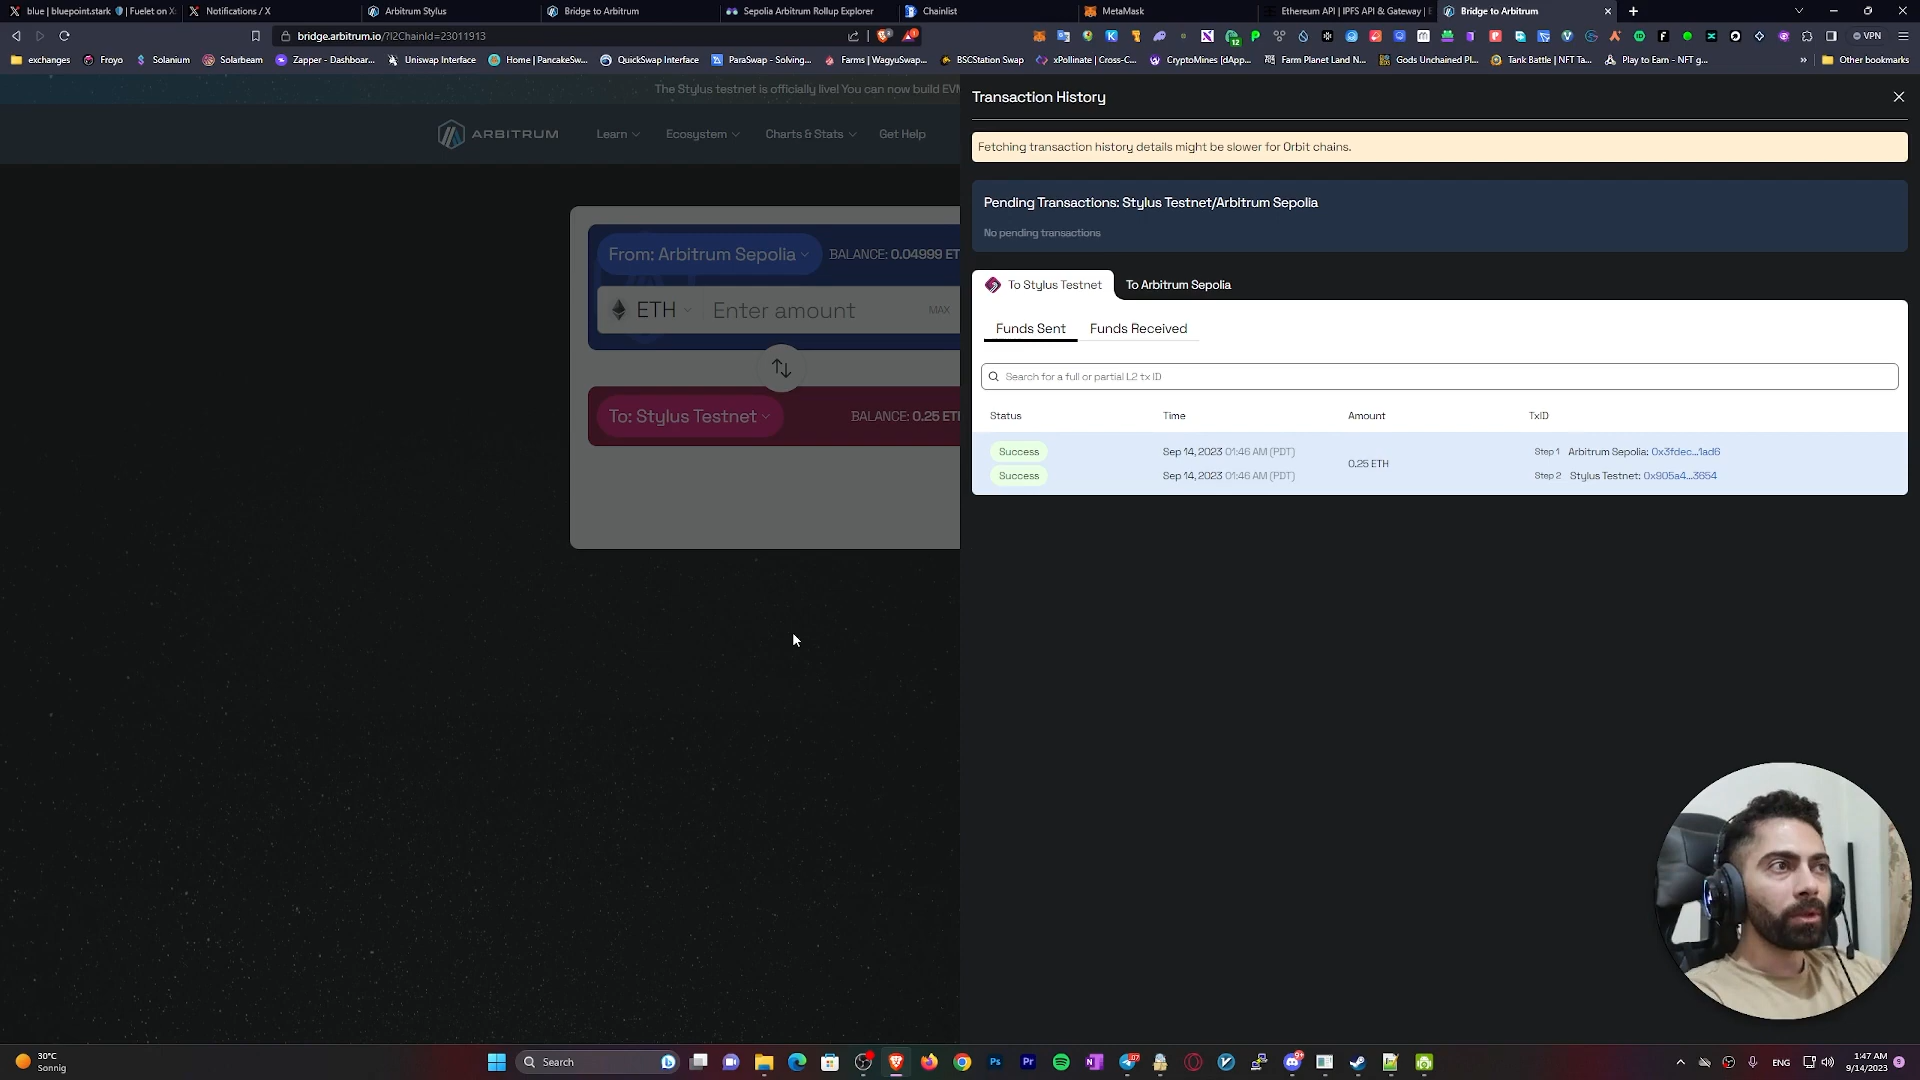 blue | bluepoint.stark 🛡 | Fuelet on X:
Notifications / X
Arbitrum Stylus
Bridge to Arbitrum
Sepolia Arbitrum Rollup Explorer
Chainlist
MetaMask
Ethereum API | IPFS API & Gateway |
Bridge to Arbitrum
bridge.arbitrum.io/?l2ChainId=23011913
12
VPN
exchanges
Froyo
Solanium
Solarbeam
Zapper - Dashboar...
Uniswap Interface
Home | PancakeSw...
QuickSwap Interface
ParaSwap - Solving...
Farms | WagyuSwap...
BSCStation Swap
xPollinate | Cross-C...
CryptoMines [dApp...
Farm Planet Land N...
Gods Unchained Pl...
Tank Battle | NFT Ta...
Play to Earn - NFT g...
»
Other bookmarks
The Stylus testnet is officially live! You can now build EVM
ARBITRUM
Learn
Ecosystem
Charts & Stats
Get Help
From: Arbitrum Sepolia
BALANCE: 0.04999 ET
ETH
Enter amount
MAX
To: Stylus Testnet
BALANCE: 0.25 ET
Transaction History
Fetching transaction history details might be slower for Orbit chains.
Pending Transactions: Stylus Testnet/Arbitrum Sepolia
No pending transactions
To Stylus Testnet
To Arbitrum Sepolia
Funds Sent
Funds Received
Search for a full or partial L2 tx ID
Status
Time
Amount
TxID
Success
Sep 14, 2023 01:46 AM (PDT)
0.25 ETH
Step 1 Arbitrum Sepolia: 0x3fdec...1ad6
Success
Sep 14, 2023 01:46 AM (PDT)
Step 2 Stylus Testnet: 0x905a4...3654
30°C
Sonnig
Search
Ps
Pr
ENG
1:47 AM
9/14/2023